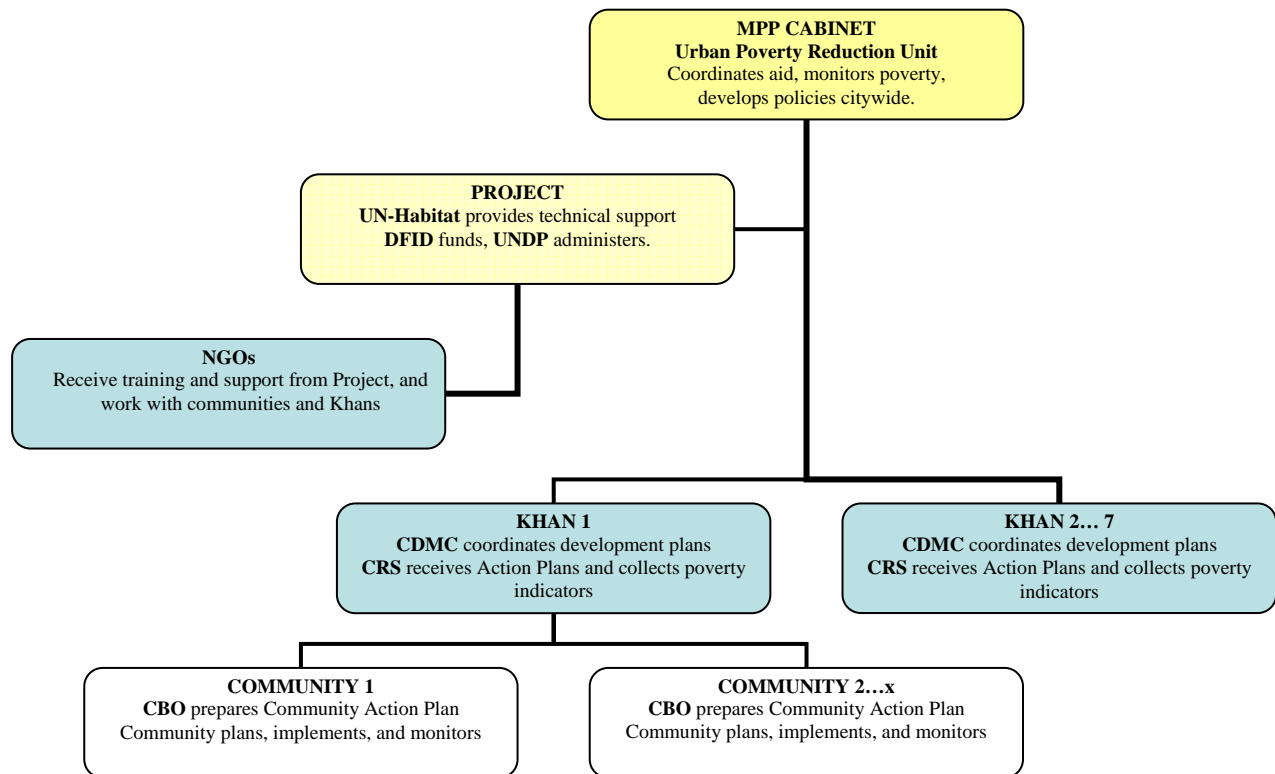 MPP CABINET
Urban Poverty Reduction Unit
Coordinates aid, monitors poverty,
develops policies citywide.
PROJECT
UN-Habitat provides technical support
DFID funds, UNDP administers.
NGOs
Receive training and support from Project, and
work with communities and Khans
KHAN 1
CDMC coordinates development plans
CRS receives Action Plans and collects poverty
indicators
KHAN 2… 7
CDMC coordinates development plans
CRS receives Action Plans and collects poverty
indicators
COMMUNITY 1
CBO prepares Community Action Plan
Community plans, implements, and monitors
COMMUNITY 2…x
CBO prepares Community Action Plan
Community plans, implements, and monitors